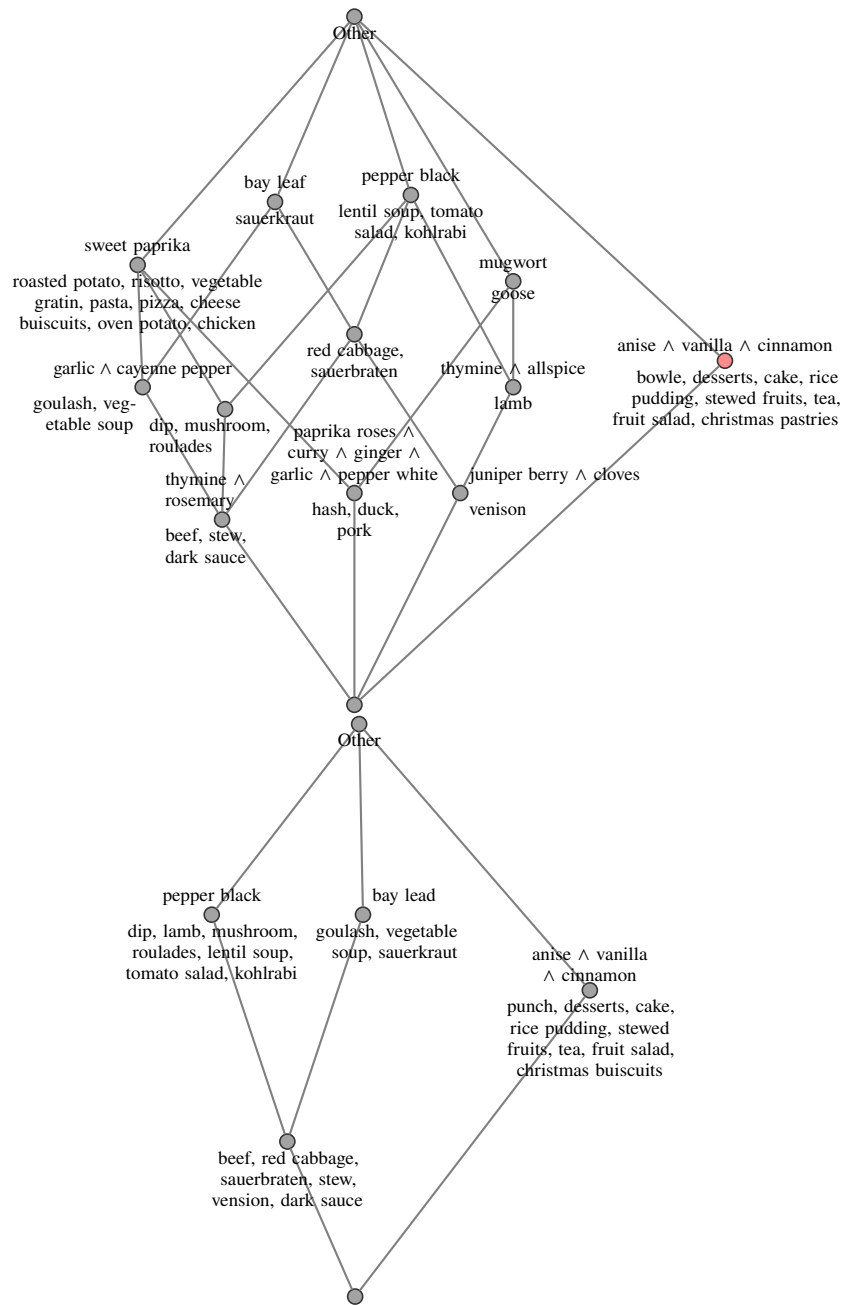 Other
bay leaf
sauerkraut
pepper black
lentil soup, tomato
salad, kohlrabi
sweet paprika
roasted potato, risotto, vegetable
gratin, pasta, pizza, cheese
buiscuits, oven potato, chicken
mugwort
goose
red cabbage,
sauerbraten
anise ∧ vanilla ∧ cinnamon
bowle, desserts, cake, rice
pudding, stewed fruits, tea,
fruit salad, christmas pastries
garlic ∧ cayenne pepper
goulash, veg-
etable soup
thymine ∧ allspice
lamb
dip, mushroom,
roulades
paprika roses ∧
curry ∧ ginger ∧
garlic ∧ pepper white
hash, duck,
pork
juniper berry ∧ cloves
venison
thymine ∧
rosemary
beef, stew,
dark sauce
Other
pepper black
dip, lamb, mushroom,
roulades, lentil soup,
tomato salad, kohlrabi
bay lead
goulash, vegetable
soup, sauerkraut
anise ∧ vanilla
∧ cinnamon
punch, desserts, cake,
rice pudding, stewed
fruits, tea, fruit salad,
christmas buiscuits
beef, red cabbage,
sauerbraten, stew,
vension, dark sauce